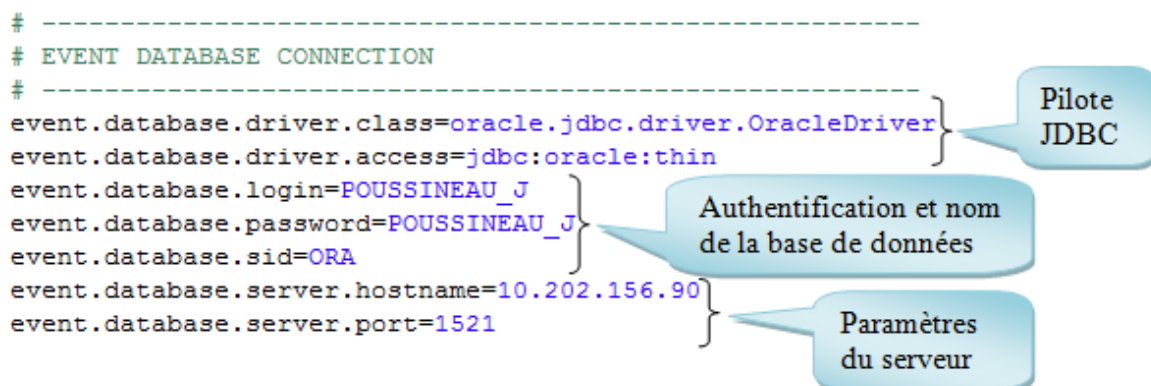 # --------------------------------------------------------
# EVENT DATABASE CONNECTION
# --------------------------------------------------------
event.database.driver.class=oracle.jdbc.driver.OracleDriver
event.database.driver.access=jdbc:oracle:thin
Pilote
JDBC
event.database.login=POUSSINEAU_J
event.database.password=POUSSINEAU_J
event.database.sid=ORA
Authentification et nom
de la base de données
event.database.server.hostname=10.202.156.90
event.database.server.port=1521
Paramètres
du serveur